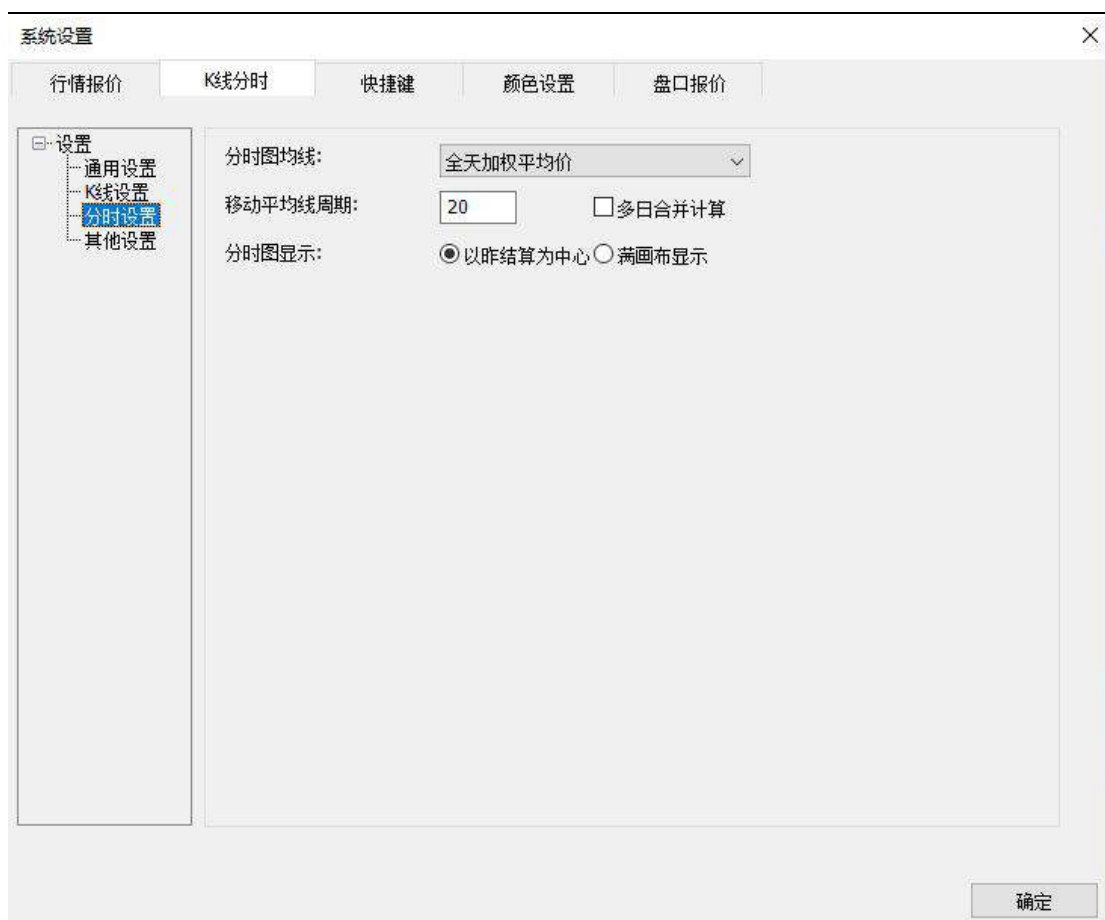 系统设置
行情报价 K线分时 快捷键 颜色设置 盘口报价
设置
通用设置
K线设置
分时设置
其他设置
分时图均线: 全天加权平均价
移动平均线周期: 20 多日合并计算
分时图显示: 以昨结算为中心 满画布显示
确定